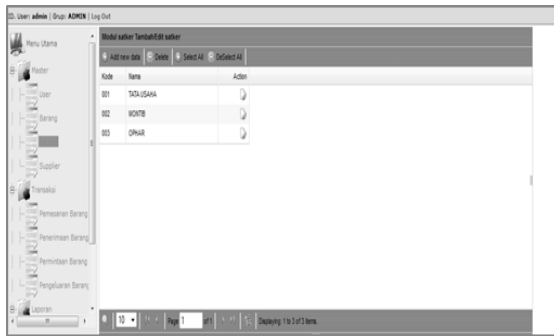 ID. User: admin | Grup: ADMIN | Log Out
Menu Utama
Master
User
Barang
Supplier
Transaksi
Pemesanan Barang
Penerimaan Barang
Permintaan Barang
Pengeluaran Barang
Laporan
Modul satker Tambah/Edit satker
Add new data Delete Select All DeSelect All
Kode Nama Action
001 TATA USAHA
002 MONTIB
003 OPHAR
10 Page 1 of 1 Displaying: 1 to 3 of 3 items.